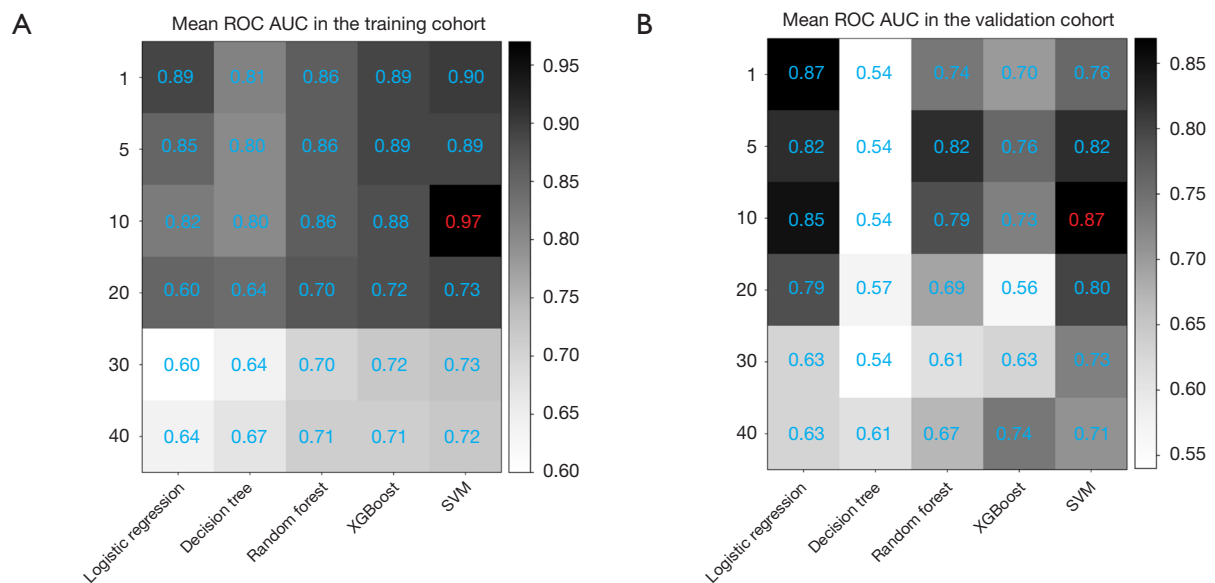 A
Mean ROC AUC in the training cohort
1 0.89 0.81 0.86 0.89 0.90
5 0.85 0.80 0.86 0.89 0.89
10 0.82 0.80 0.86 0.88 0.97
20 0.60 0.64 0.70 0.72 0.73
30 0.60 0.64 0.70 0.72 0.73
40 0.64 0.67 0.71 0.71 0.72
Logistic regression
Decision tree
Random forest
XGBoost
SVM
0.95
0.90
0.85
0.80
0.75
0.70
0.65
0.60
B
Mean ROC AUC in the validation cohort
1 0.87 0.54 0.74 0.70 0.76
5 0.82 0.54 0.82 0.76 0.82
10 0.85 0.54 0.79 0.73 0.87
20 0.79 0.57 0.69 0.56 0.80
30 0.63 0.54 0.61 0.63 0.73
40 0.63 0.61 0.67 0.74 0.71
Logistic regression
Decision tree
Random forest
XGBoost
SVM
0.85
0.80
0.75
0.70
0.65
0.60
0.55